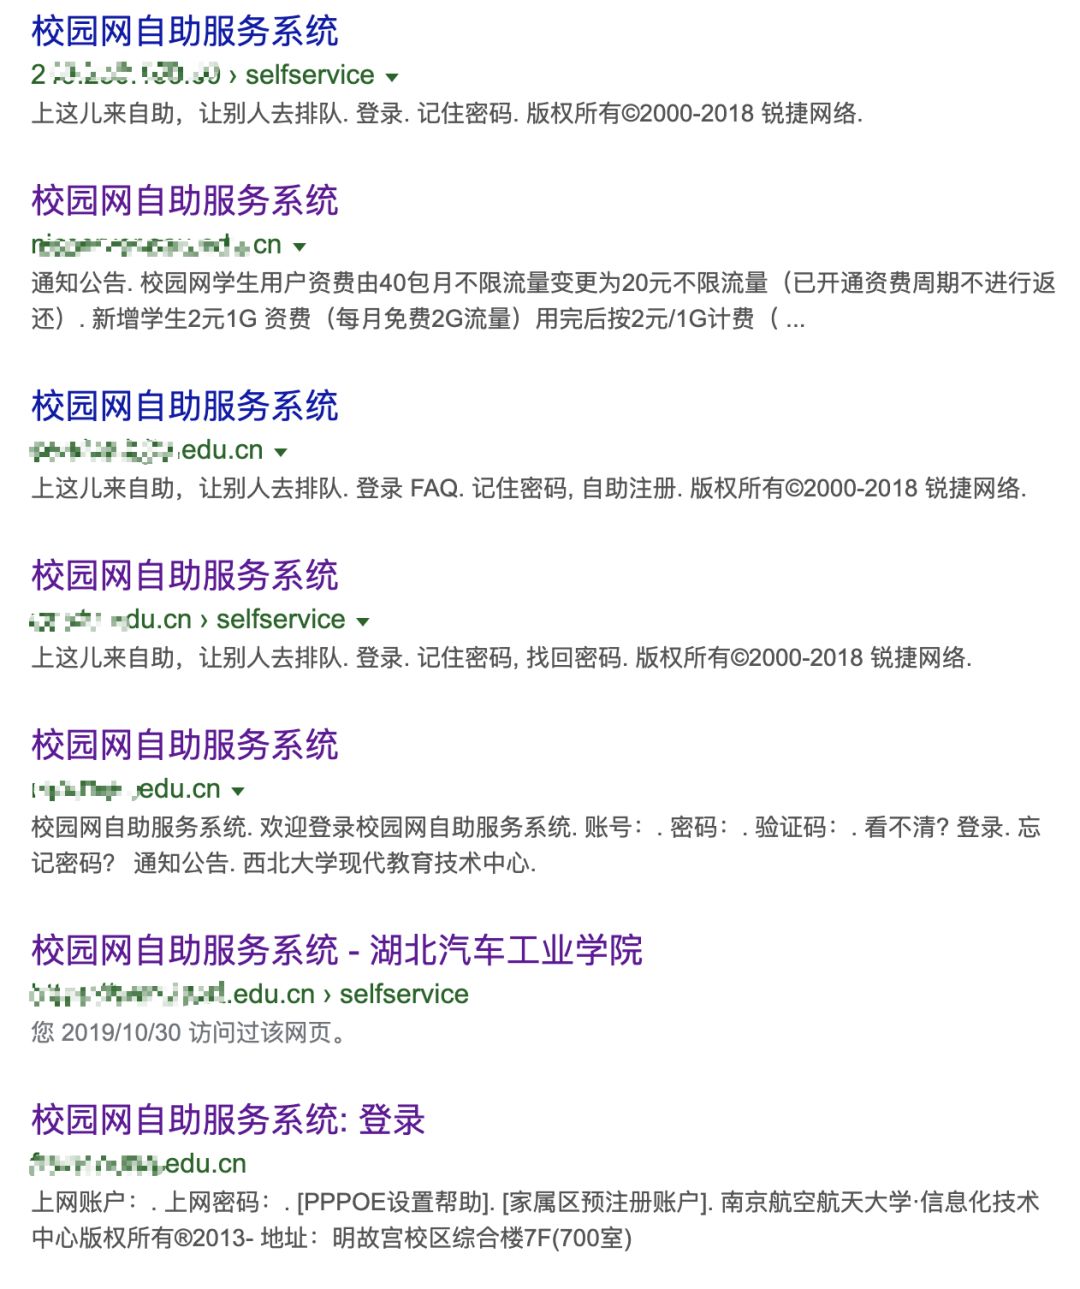 校园网自助服务系统
› selfservice
上这儿来自助，让别人去排队. 登录. 记住密码. 版权所有©2000-2018 锐捷网络.
校园网自助服务系统
cn
通知公告. 校园网学生用户资费由40包月不限流量变更为20元不限流量（已开通资费周期不进行返
还）. 新增学生2元1G 资费（每月免费2G流量）用完后按2元/1G计费（ ...
校园网自助服务系统
.edu.cn
上这儿来自助，让别人去排队. 登录 FAQ. 记住密码, 自助注册. 版权所有©2000-2018 锐捷网络.
校园网自助服务系统
du.cn › selfservice
上这儿来自助，让别人去排队. 登录. 记住密码, 找回密码. 版权所有©2000-2018 锐捷网络.
校园网自助服务系统
edu.cn
校园网自助服务系统. 欢迎登录校园网自助服务系统. 账号：. 密码：. 验证码：. 看不清? 登录. 忘
记密码? 通知公告. 西北大学现代教育技术中心.
校园网自助服务系统 - 湖北汽车工业学院
.edu.cn › selfservice
您 2019/10/30 访问过该网页。
校园网自助服务系统: 登录
edu.cn
上网账户：. 上网密码：. [PPPOE设置帮助]. [家属区预注册账户]. 南京航空航天大学·信息化技术
中心版权所有®2013- 地址：明故宫校区综合楼7F(700室)